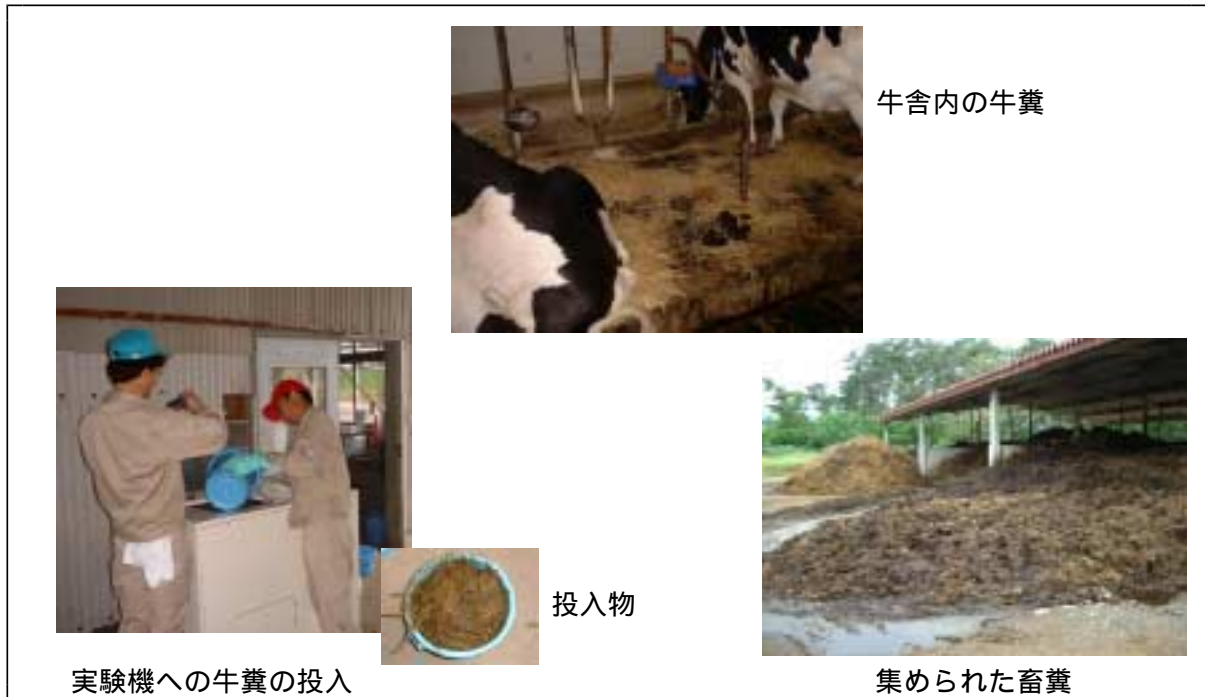 牛舎内の牛糞
投入物
実験機への牛糞の投入
集められた畜糞